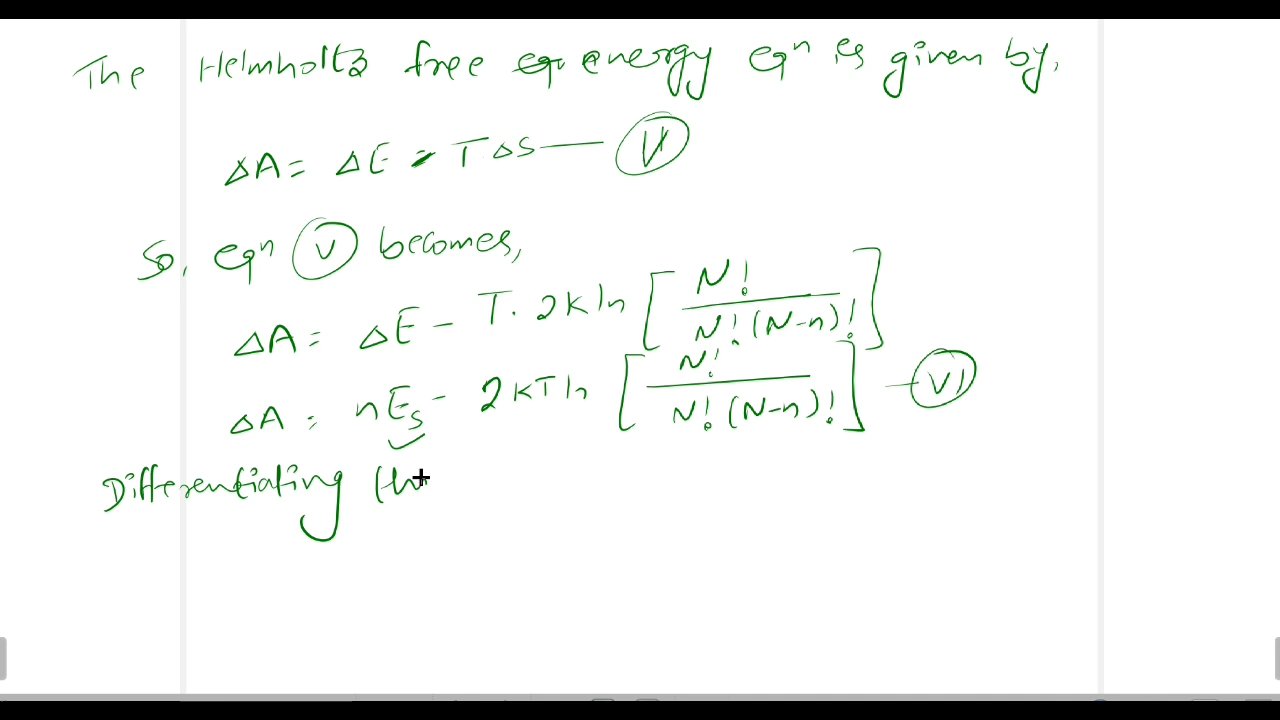 The Helmholtz free energy eqⁿ is given by,
ΔA = ΔE - TΔS — (V)
So, eqⁿ (V) becomes,
ΔA = ΔE - T. 2K ln [N! / N!(N-n)!]
ΔA = nEs - 2KT ln [N! / N!(N-n)!] — (VI)
Differentiating